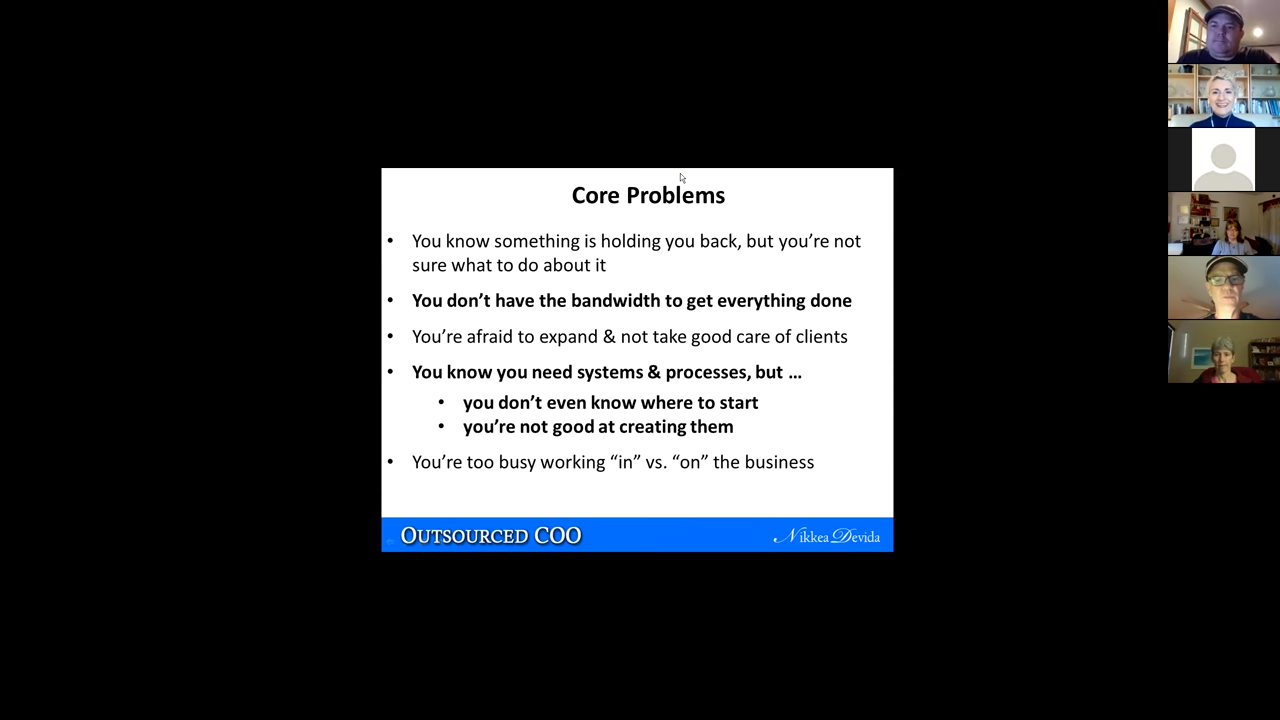 Core Problems
• You know something is holding you back, but you’re not
sure what to do about it
• You don’t have the bandwidth to get everything done
• You’re afraid to expand & not take good care of clients
• You know you need systems & processes, but …
• you don’t even know where to start
• you’re not good at creating them
• You’re too busy working “in” vs. “on” the business
OUTSOURCED COO
Nikkea Devida